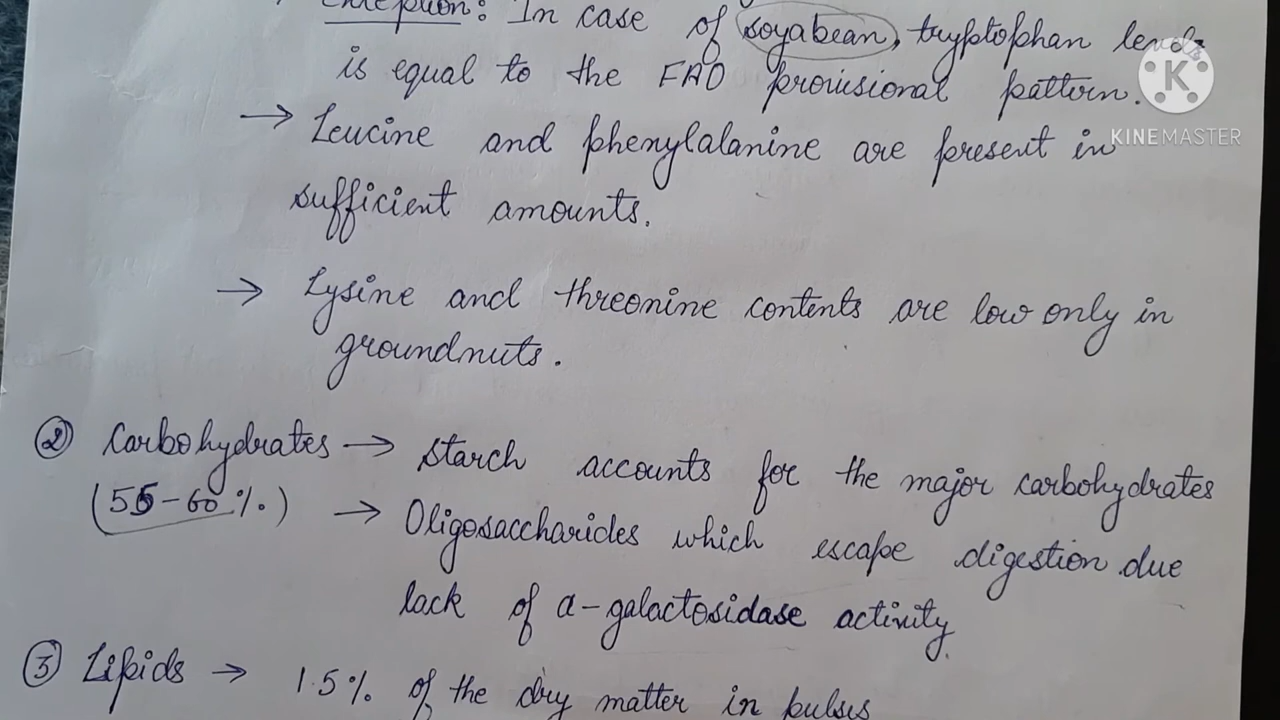 Exception: In case of soyabean, tryptophan levels
is equal to the FAO provisional pattern.
→ Leucine and phenylalanine are present in
KINEMASTER
sufficient amounts.
→ Lysine and threonine contents are low only in
groundnuts.
② Carbohydrates → Starch accounts for the major carbohydrates
(55-60%.) → Oligosaccharides which escape digestion due
lack of α-galactosidase activity.
③ Lipids → 1.5% of the dry matter in pulses